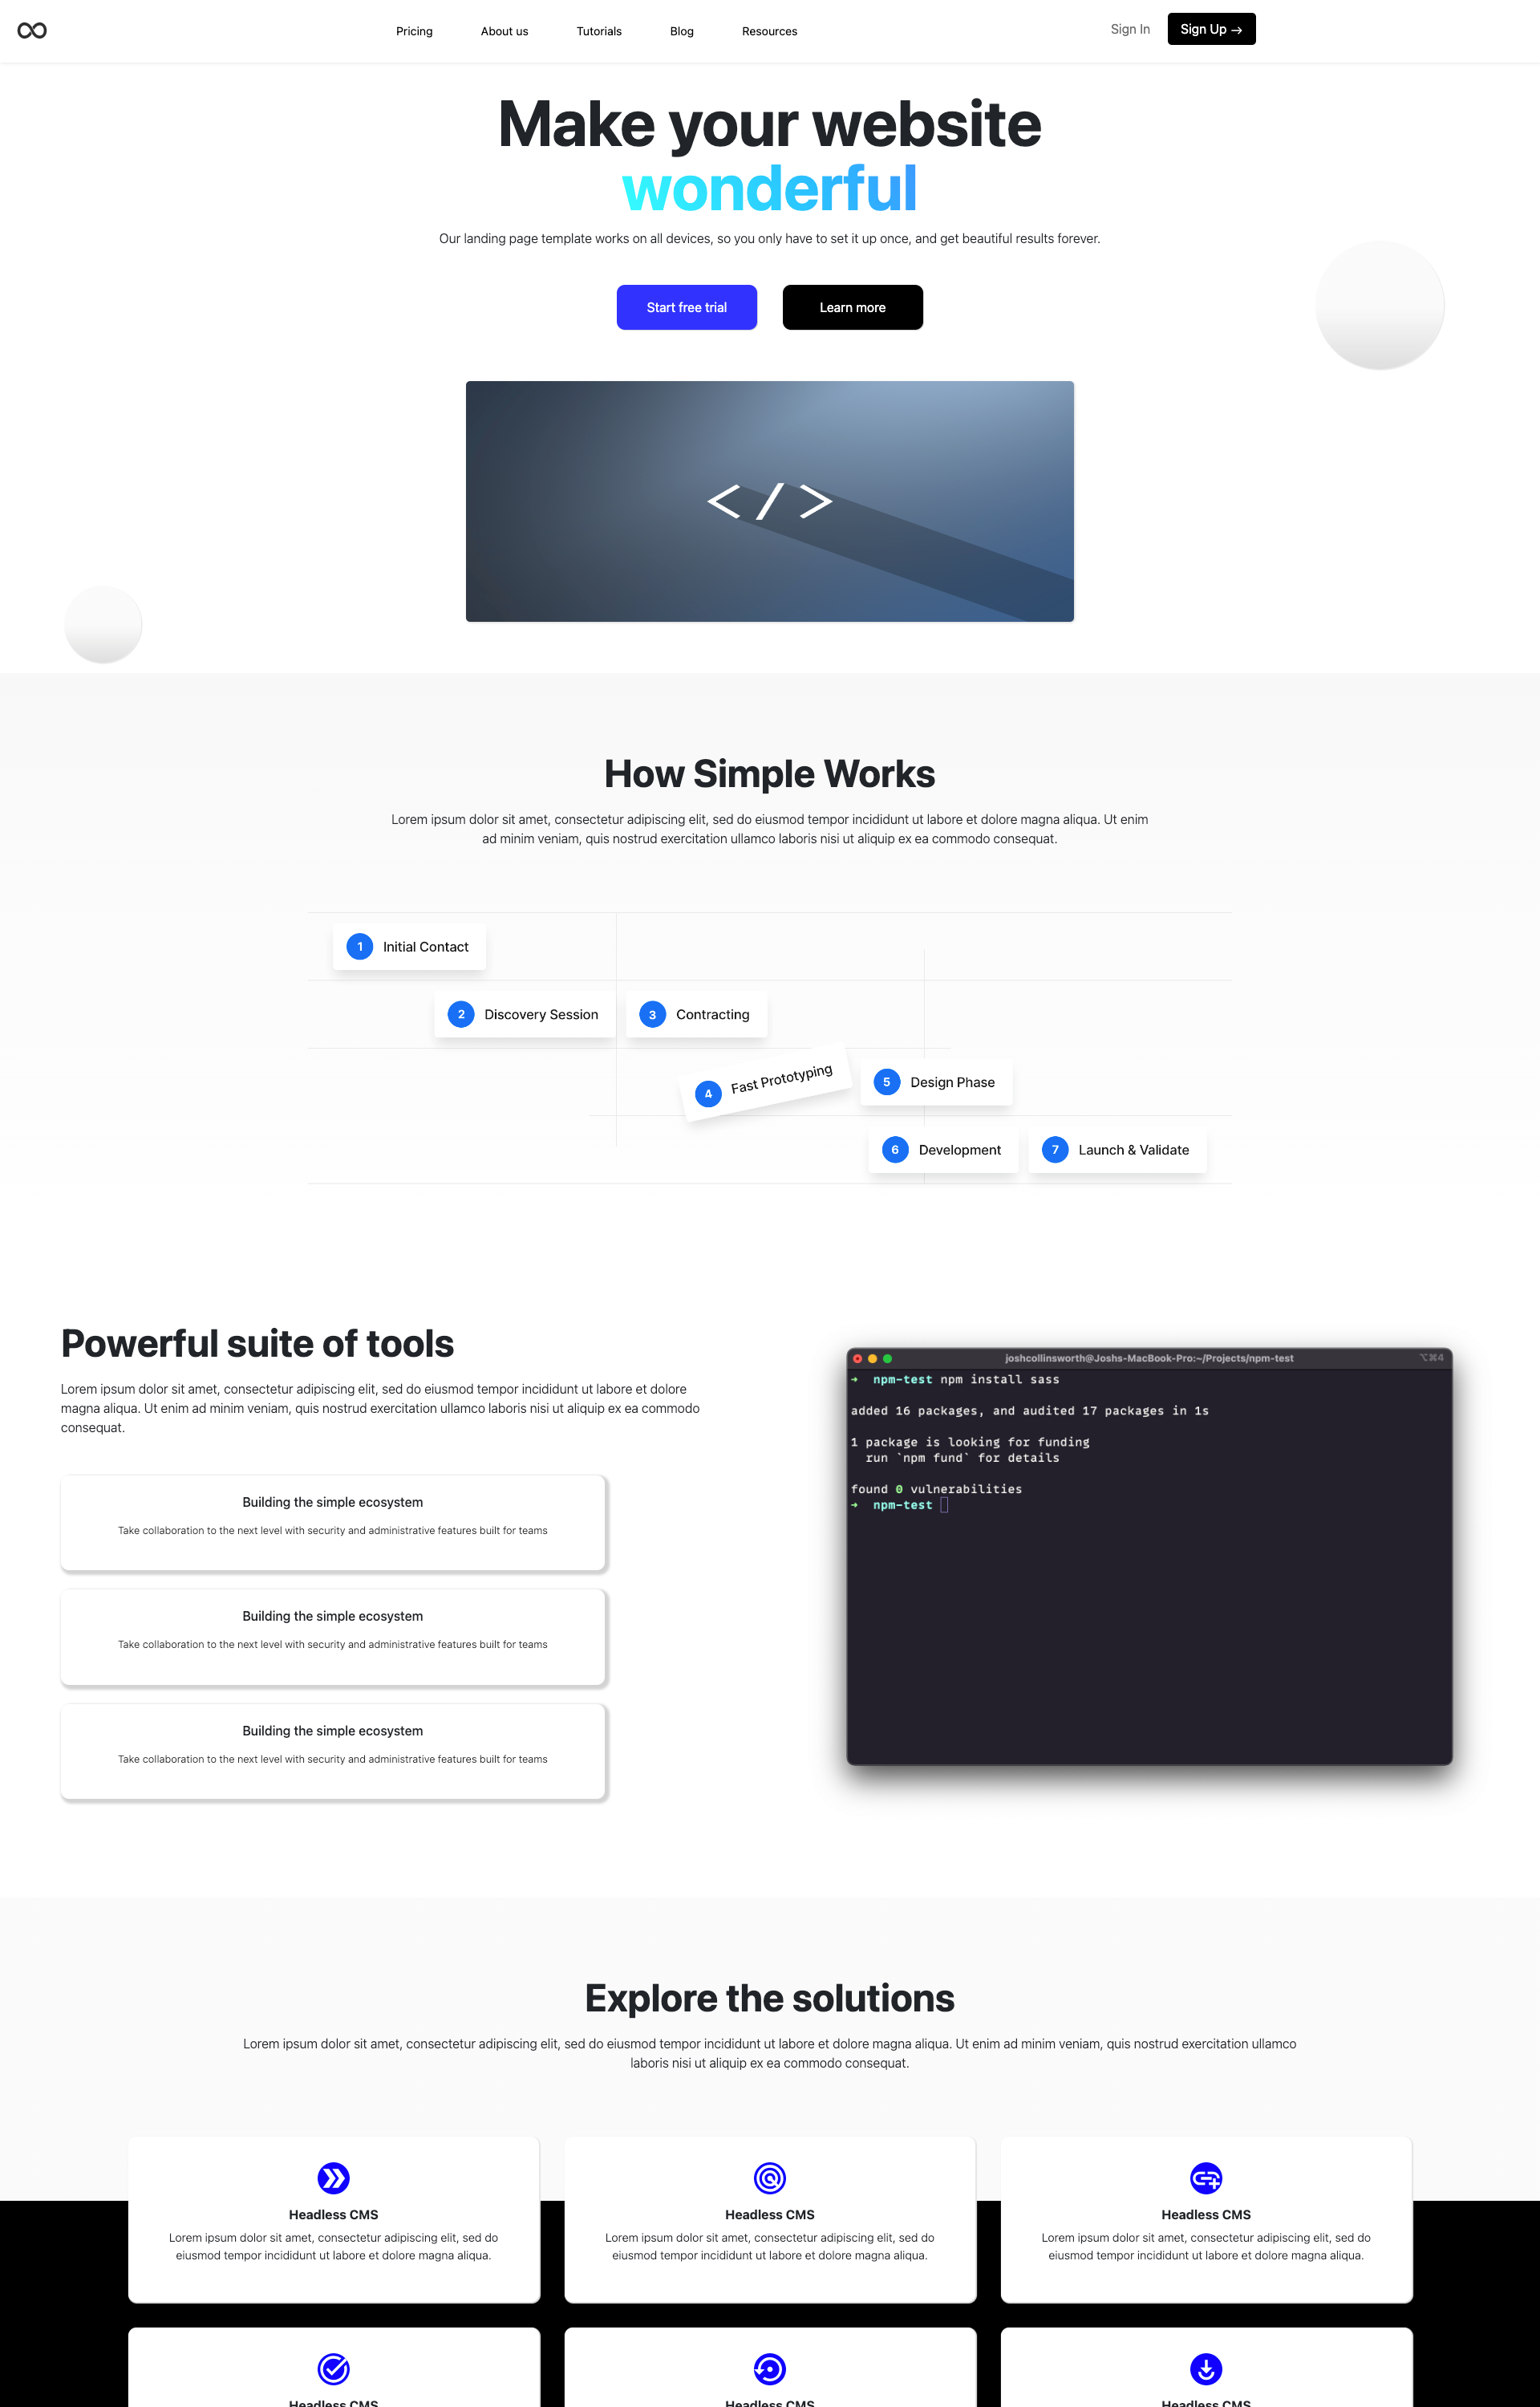 Pricing About us Tutorials Blog Resources Sign In Sign Up →
Make your website
wonderful
Our landing page template works on all devices, so you only have to set it up once, and get beautiful results forever.
Start free trial Learn more
</>
How Simple Works
Lorem ipsum dolor sit amet, consectetur adipiscing elit, sed do eiusmod tempor incididunt ut labore et dolore magna aliqua. Ut enim
ad minim veniam, quis nostrud exercitation ullamco laboris nisi ut aliquip ex ea commodo consequat.
1 Initial Contact
2 Discovery Session
3 Contracting
4 Fast Prototyping
5 Design Phase
6 Development
7 Launch & Validate
Powerful suite of tools
Lorem ipsum dolor sit amet, consectetur adipiscing elit, sed do eiusmod tempor incididunt ut labore et dolore
magna aliqua. Ut enim ad minim veniam, quis nostrud exercitation ullamco laboris nisi ut aliquip ex ea commodo
consequat.
Building the simple ecosystem
Take collaboration to the next level with security and administrative features built for teams
Building the simple ecosystem
Take collaboration to the next level with security and administrative features built for teams
Building the simple ecosystem
Take collaboration to the next level with security and administrative features built for teams
joshcollinsworth@Joshs-MacBook-Pro:~/Projects/npm-test ⌥⌘4
➜ npm-test npm install sass
added 16 packages, and audited 17 packages in 1s
1 package is looking for funding
run `npm fund` for details
found 0 vulnerabilities
➜ npm-test
Explore the solutions
Lorem ipsum dolor sit amet, consectetur adipiscing elit, sed do eiusmod tempor incididunt ut labore et dolore magna aliqua. Ut enim ad minim veniam, quis nostrud exercitation ullamco
laboris nisi ut aliquip ex ea commodo consequat.
Headless CMS
Lorem ipsum dolor sit amet, consectetur adipiscing elit, sed do
eiusmod tempor incididunt ut labore et dolore magna aliqua.
Headless CMS
Lorem ipsum dolor sit amet, consectetur adipiscing elit, sed do
eiusmod tempor incididunt ut labore et dolore magna aliqua.
Headless CMS
Lorem ipsum dolor sit amet, consectetur adipiscing elit, sed do
eiusmod tempor incididunt ut labore et dolore magna aliqua.
Headless CMS
Headless CMS
Headless CMS